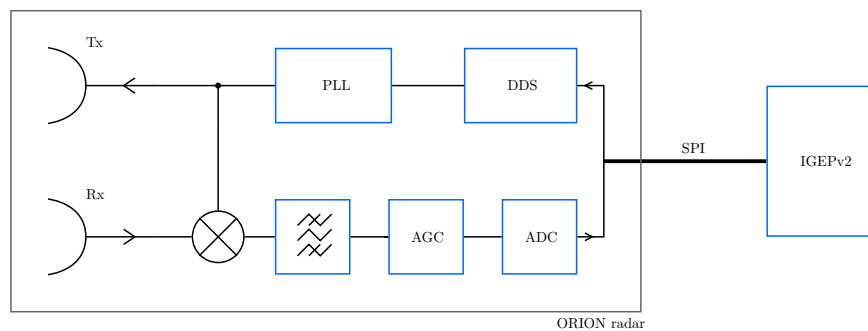 Tx
PLL
DDS
SPI
IGEPv2
Rx
AGC
ADC
ORION radar